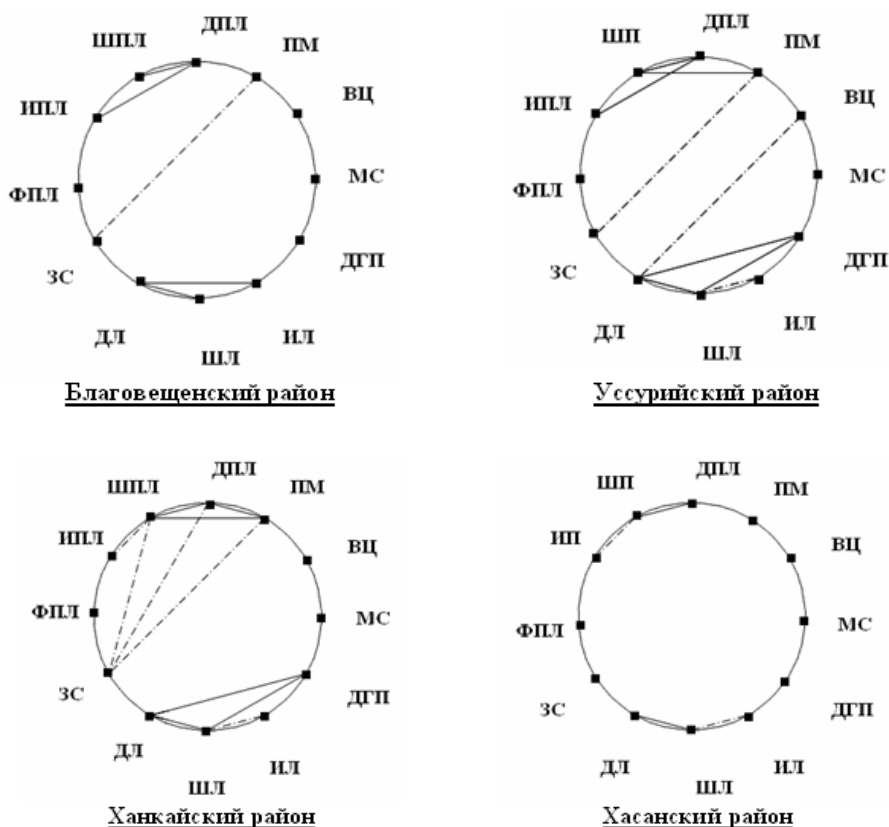 ДПЛ
ШПЛ
ПМ
ИПЛ
ВЦ
ФПЛ
МС
ЗС
ДГП
ДЛ
ИЛ
ШЛ
Благовещенский район
ДПЛ
ШП
ПМ
ИПЛ
ВЦ
ФПЛ
МС
ЗС
ДГП
ДЛ
ИЛ
ШЛ
Уссурийский район
ДПЛ
ШПЛ
ПМ
ИПЛ
ВЦ
ФПЛ
МС
ЗС
ДГП
ДЛ
ИЛ
ШЛ
Ханкайский район
ДПЛ
ШП
ПМ
ИП
ВЦ
ФПЛ
МС
ЗС
ДГП
ДЛ
ИЛ
ШЛ
Хасанский район